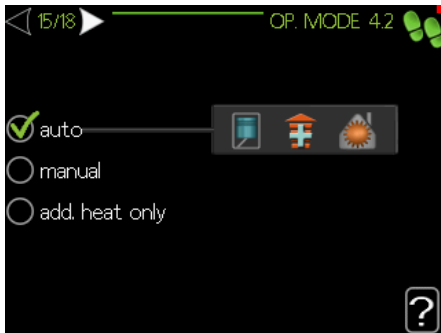 15/18
OP. MODE 4.2
auto
manual
add. heat only
?